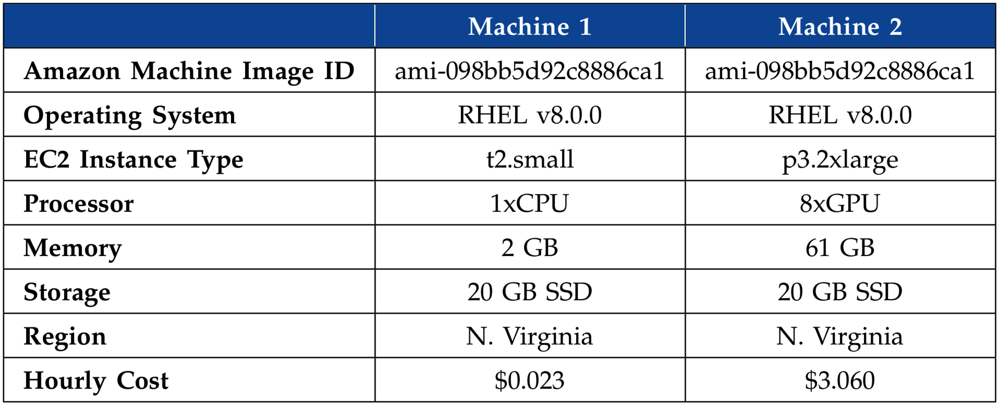 Machine 1 Machine 2
Amazon Machine Image ID ami-098bb5d92c8886ca1 ami-098bb5d92c8886ca1
Operating System RHEL v8.0.0 RHEL v8.0.0
EC2 Instance Type t2.small p3.2xlarge
Processor 1xCPU 8xGPU
Memory 2 GB 61 GB
Storage 20 GB SSD 20 GB SSD
Region N. Virginia N. Virginia
Hourly Cost $0.023 $3.060